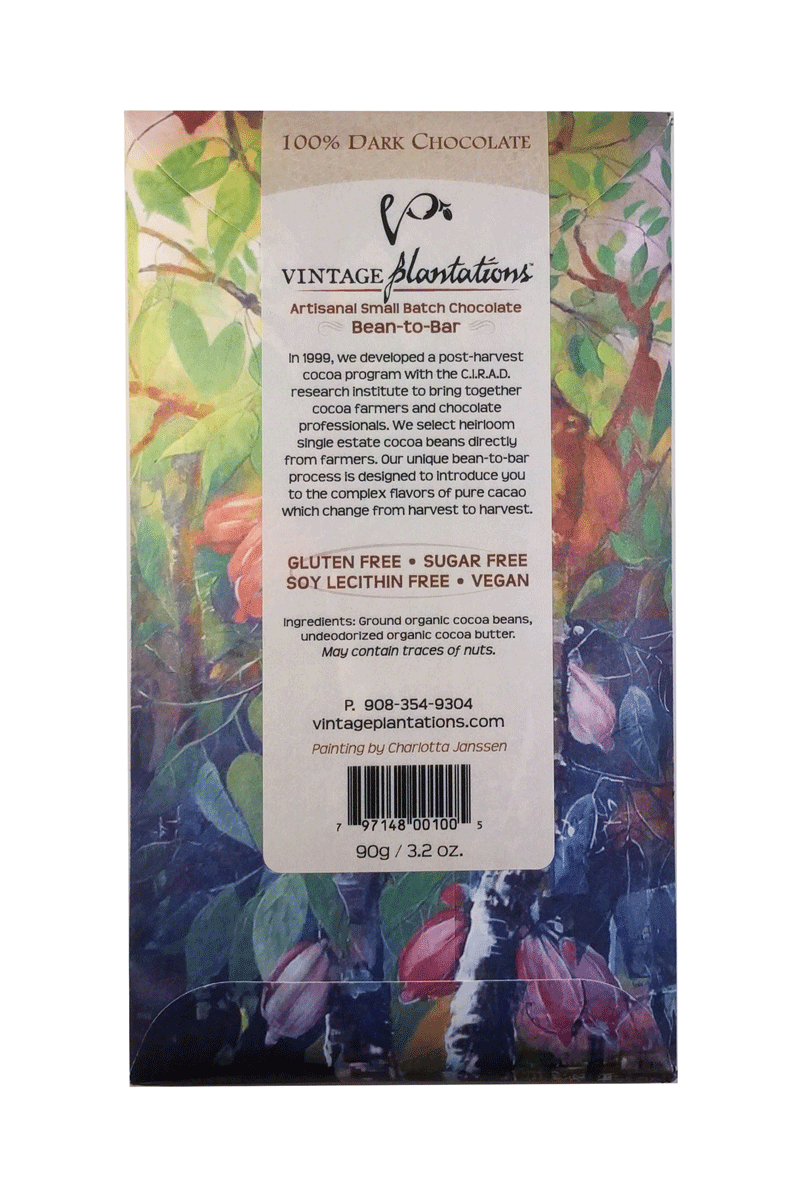 100% DARK CHOCOLATE
VINTAGE plantations™
Artisanal Small Batch Chocolate
Bean-to-Bar
In 1999, we developed a post-harvest
cocoa program with the C.I.R.A.D.
research institute to bring together
cocoa farmers and chocolate
professionals. We select heirloom
single estate cocoa beans directly
from farmers. Our unique bean-to-bar
process is designed to introduce you
to the complex flavors of pure cacao
which change from harvest to harvest.
GLUTEN FREE • SUGAR FREE
SOY LECITHIN FREE • VEGAN
Ingredients: Ground organic cocoa beans,
undeodorized organic cocoa butter.
May contain traces of nuts.
P. 908-354-9304
vintageplantations.com
Painting by Charlotta Janssen
7 97148 00100 5
90g / 3.2 oz.